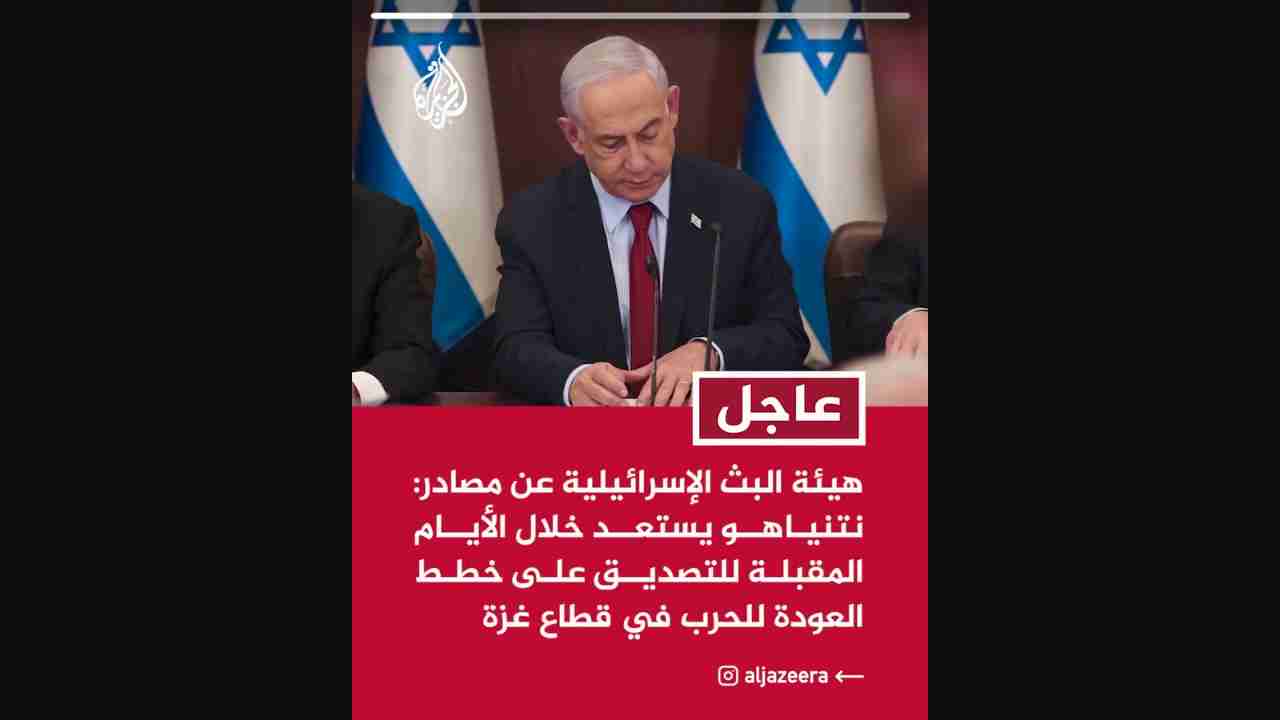 الجزيرة
عاجل
هيئة البث الإسرائيلية عن مصادر:
نتنياهو يستعد خلال الأيام
المقبلة للتصديق على خطط
العودة للحرب في قطاع غزة
aljazeera